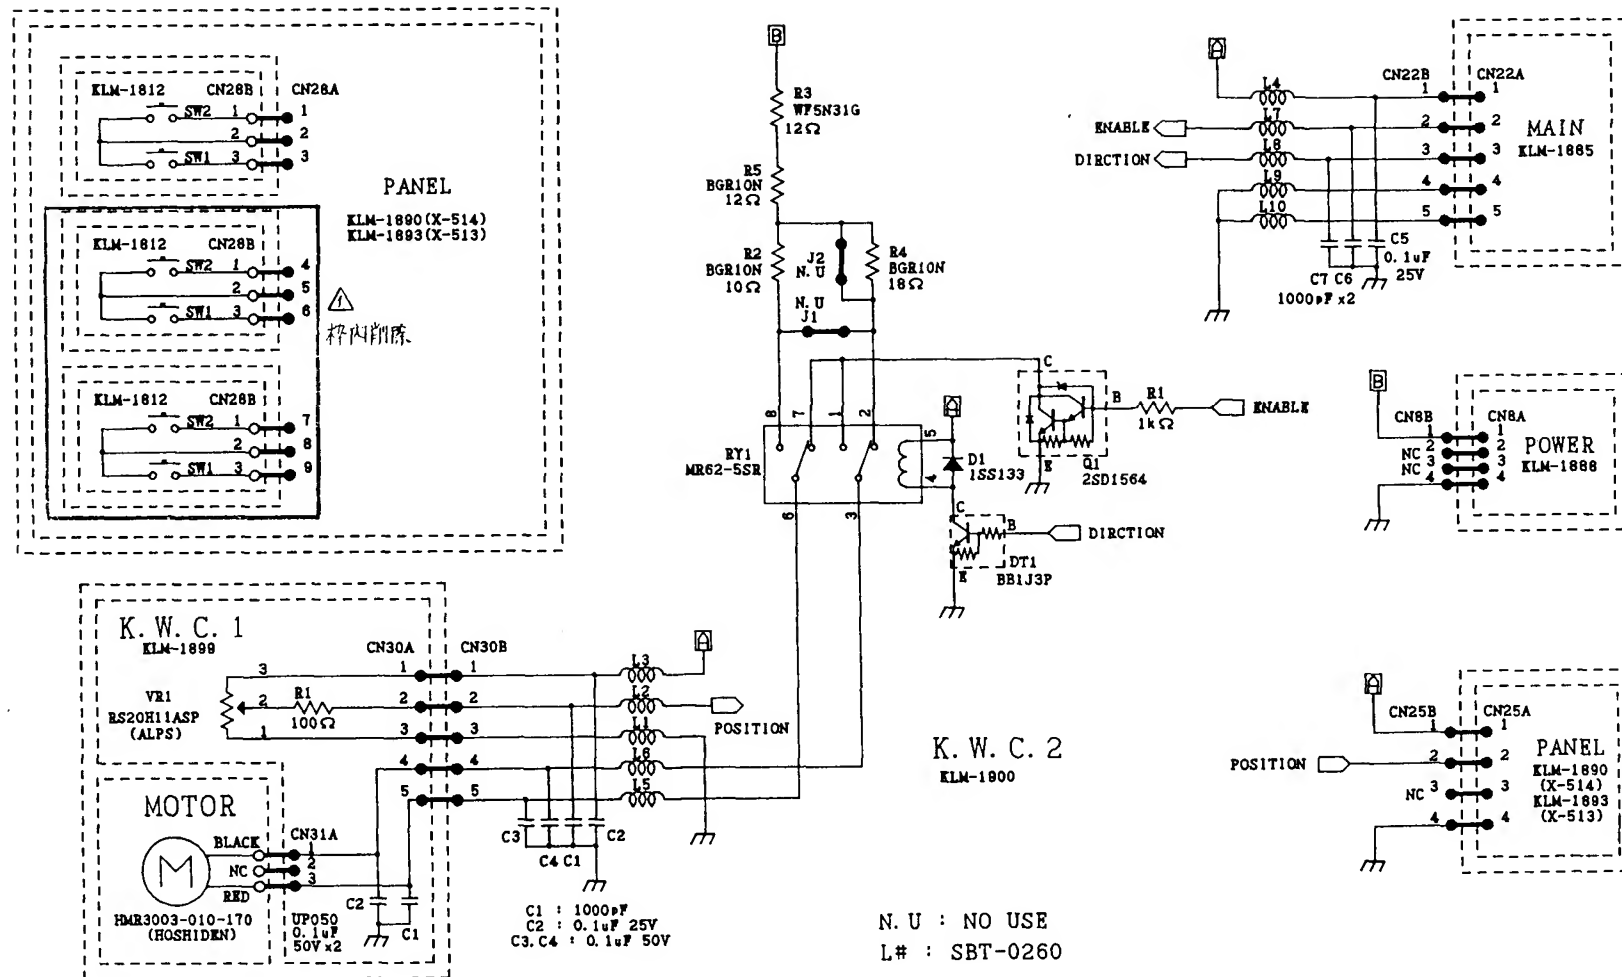 KLM-1812 CN28B CN28A
SW2 1 1
2 2
SW1 3 3
PANEL
KLM-1890(X-514)
KLM-1893(X-513)
KLM-1812 CN28B
SW2 1 4
2 5
SW1 3 6
1
枠内削除
KLM-1812 CN28B
SW2 1 7
2 8
SW1 3 9
B
R3
WF5N31G
12Ω
R5
BGR10N
12Ω
R2
BGR10N
10Ω
J2
N.U
R4
BGR10N
18Ω
N.U
J1
8 7 1 2
RY1
MR62-5SR
5
4
6 3
A
D1
1SS133
C
B
E
Q1
2SD1564
R1
1kΩ
ENABLE
C
B
E
DT1
BB1J3P
DIRCTION
A
L4
L7
L8
L9
L10
ENABLE
DIRCTION
CN22B CN22A
1 1
2 2
3 3
4 4
5 5
MAIN
KLM-1885
C5
0.1uF
25V
C7 C6
1000pF x2
B
CN8B CN8A
1 1
NC 2 2
NC 3 3
4 4
POWER
KLM-1888
K.W.C.1
KLM-1899
CN30A CN30B
3 1 1
VR1
RS20H11ASP
(ALPS)
2 R1
100Ω
2 2
1 3 3
4 4
5 5
L3
L2
L1
L6
L5
A
POSITION
C3 C4 C1 C2
MOTOR
M
BLACK
NC
RED
CN31A
1
2
3
HMR3003-010-170
(HOSHIDEN)
UP050
0.1uF
50V x2
C2 C1
C1 : 1000pF
C2 : 0.1uF 25V
C3.C4 : 0.1uF 50V
K.W.C.2
KLM-1900
N.U : NO USE
L# : SBT-0260
A
CN25B CN25A
1 1
POSITION 2 2
NC 3 3
4 4
PANEL
KLM-1890
(X-514)
KLM-1893
(X-513)